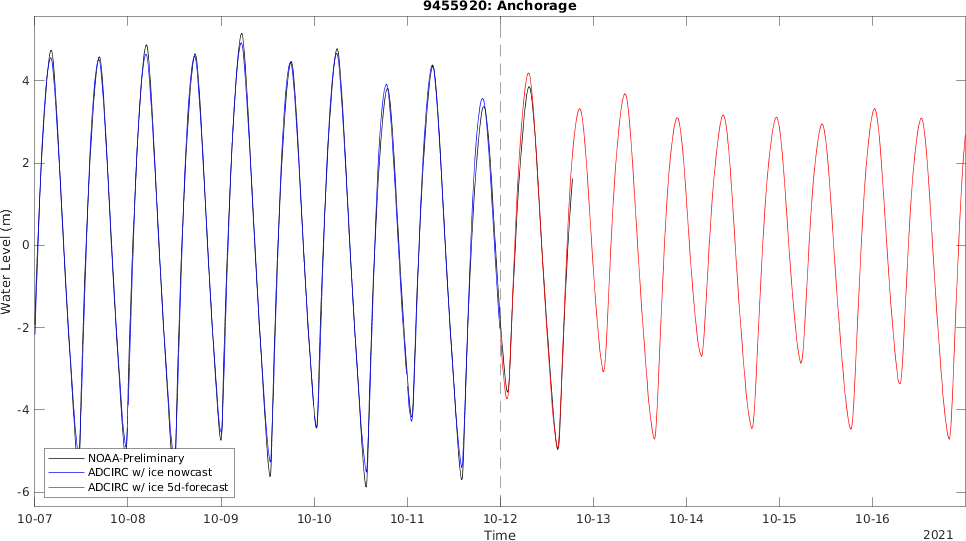 9455920: Anchorage
Water Level (m)
4
2
0
-2
-4
-6
NOAA-Preliminary
ADCIRC w/ ice nowcast
ADCIRC w/ ice 5d-forecast
10-07 10-08 10-09 10-10 10-11 10-12 10-13 10-14 10-15 10-16
Time
2021